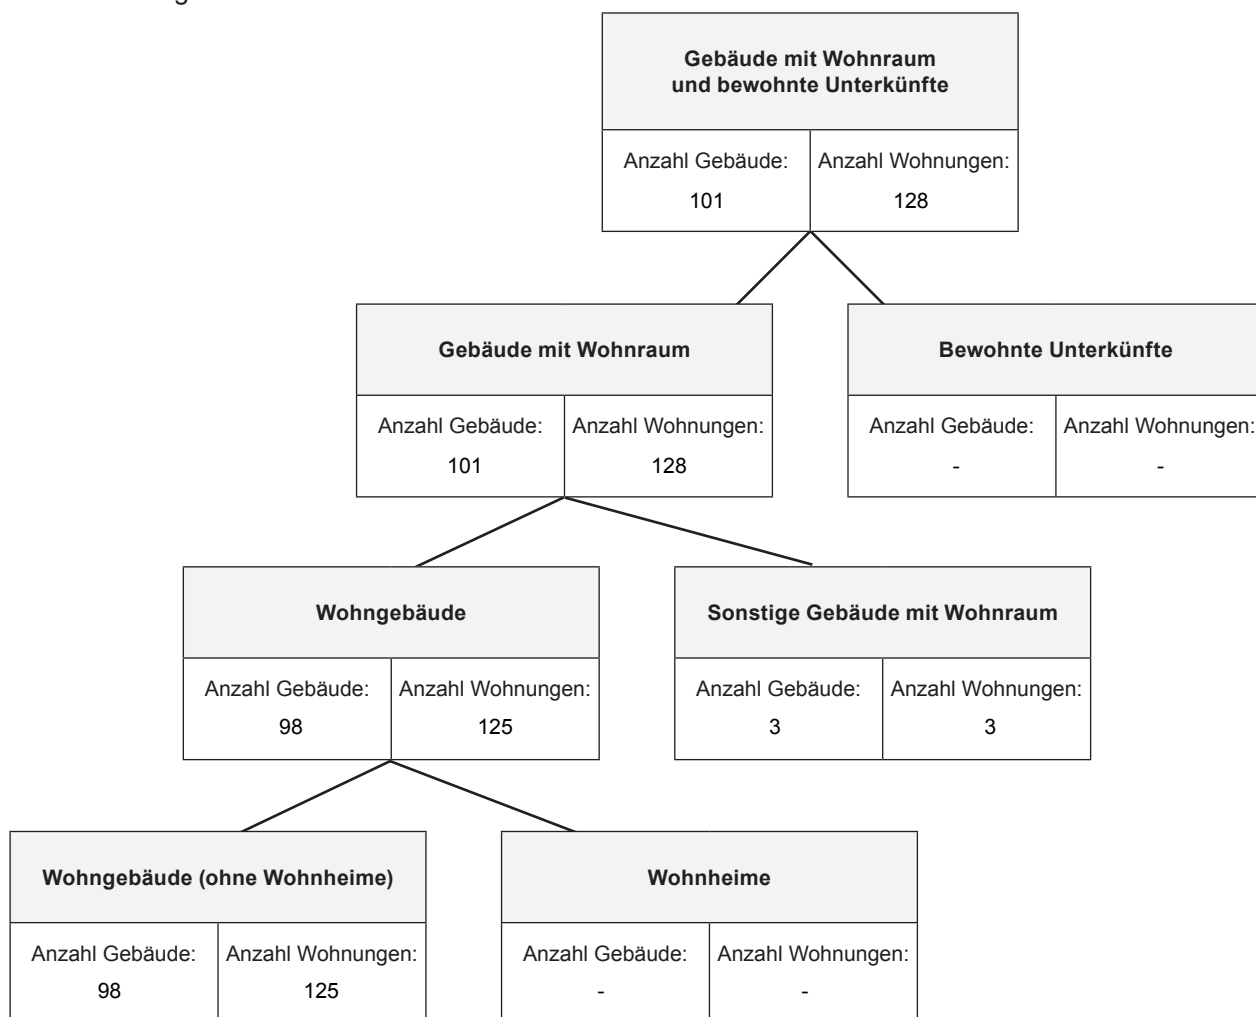 Gebäude mit Wohnraum
und bewohnte Unterkünfte
Anzahl Gebäude: Anzahl Wohnungen:
101 128
Gebäude mit Wohnraum
Anzahl Gebäude: Anzahl Wohnungen:
101 128
Bewohnte Unterkünfte
Anzahl Gebäude: Anzahl Wohnungen:
- -
Wohngebäude
Anzahl Gebäude: Anzahl Wohnungen:
98 125
Sonstige Gebäude mit Wohnraum
Anzahl Gebäude: Anzahl Wohnungen:
3 3
Wohngebäude (ohne Wohnheime)
Anzahl Gebäude: Anzahl Wohnungen:
98 125
Wohnheime
Anzahl Gebäude: Anzahl Wohnungen:
- -